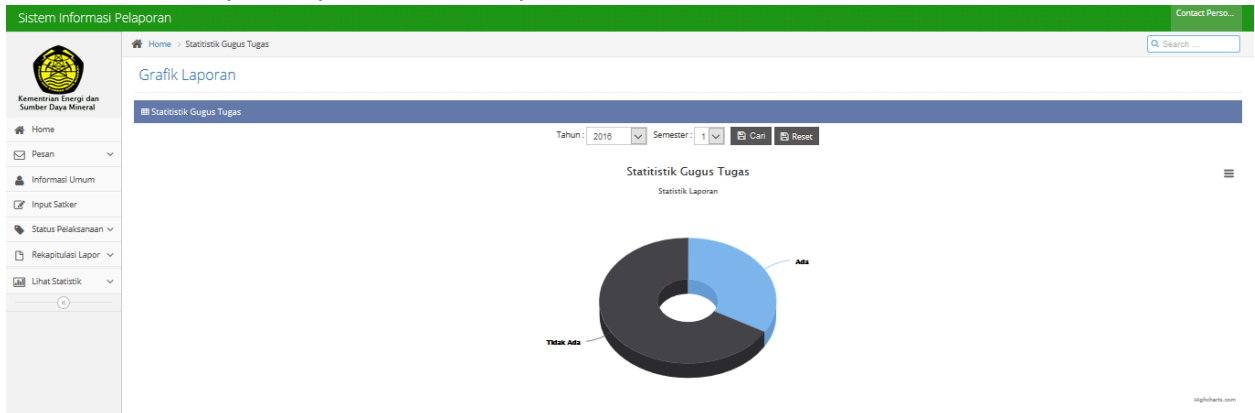 Sistem Informasi Pelaporan
Contact Perso...
Home > Statitistik Gugus Tugas
Search ...
Kementrian Energi dan
Sumber Daya Mineral
Grafik Laporan
Statitistik Gugus Tugas
Home
Pesan
Informasi Umum
Input Satker
Status Pelaksanaan
Rekapitulasi Lapor
Lihat Statistik
Tahun : 2016 Semester : 1 Cari Reset
Statitistik Gugus Tugas
Statistik Laporan
Ada
Tidak Ada
Highcharts.com